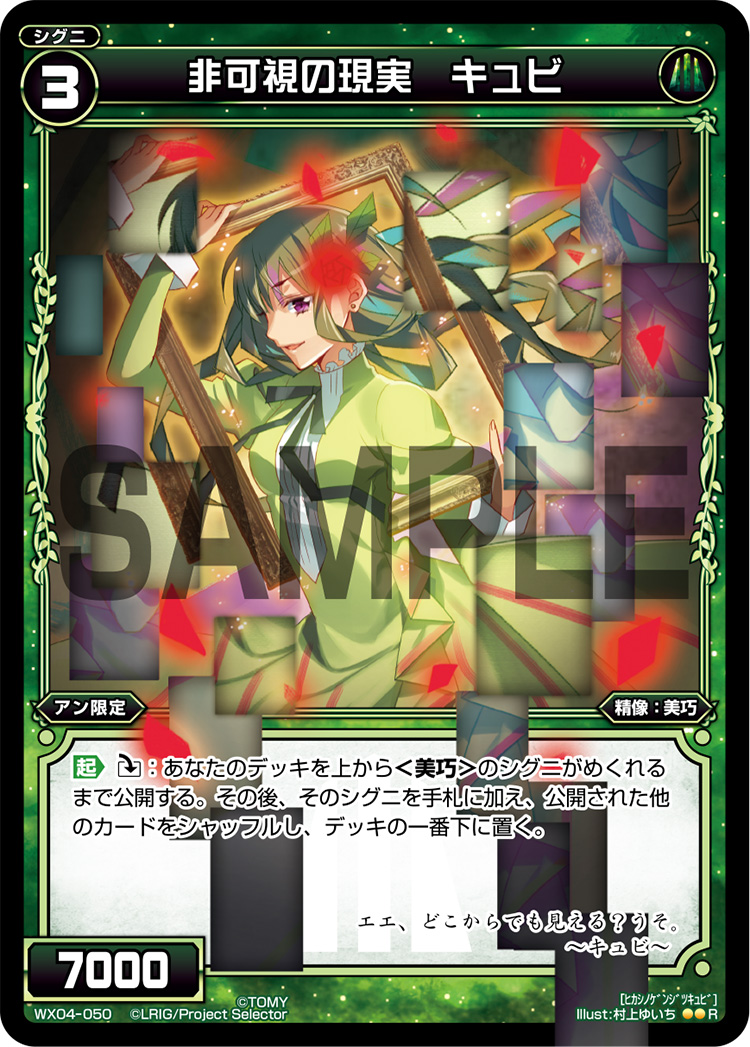 シグニ
3
非可視の現実 キュビ
SAMPLE
アン限定
精像:美巧
起 :あなたのデッキを上から<美巧>のシグニがめくれる
まで公開する。その後、そのシグニを手札に加え、公開された他
のカードをシャッフルし、デッキの一番下に置く。
エエ、どこからでも見える?うそ。
~キュビ~
7000
WX04-050 ©LRIG/Project Selector
©TOMY
[ヒカシノゲンジツキュビ]
Illust:村上ゆいち R